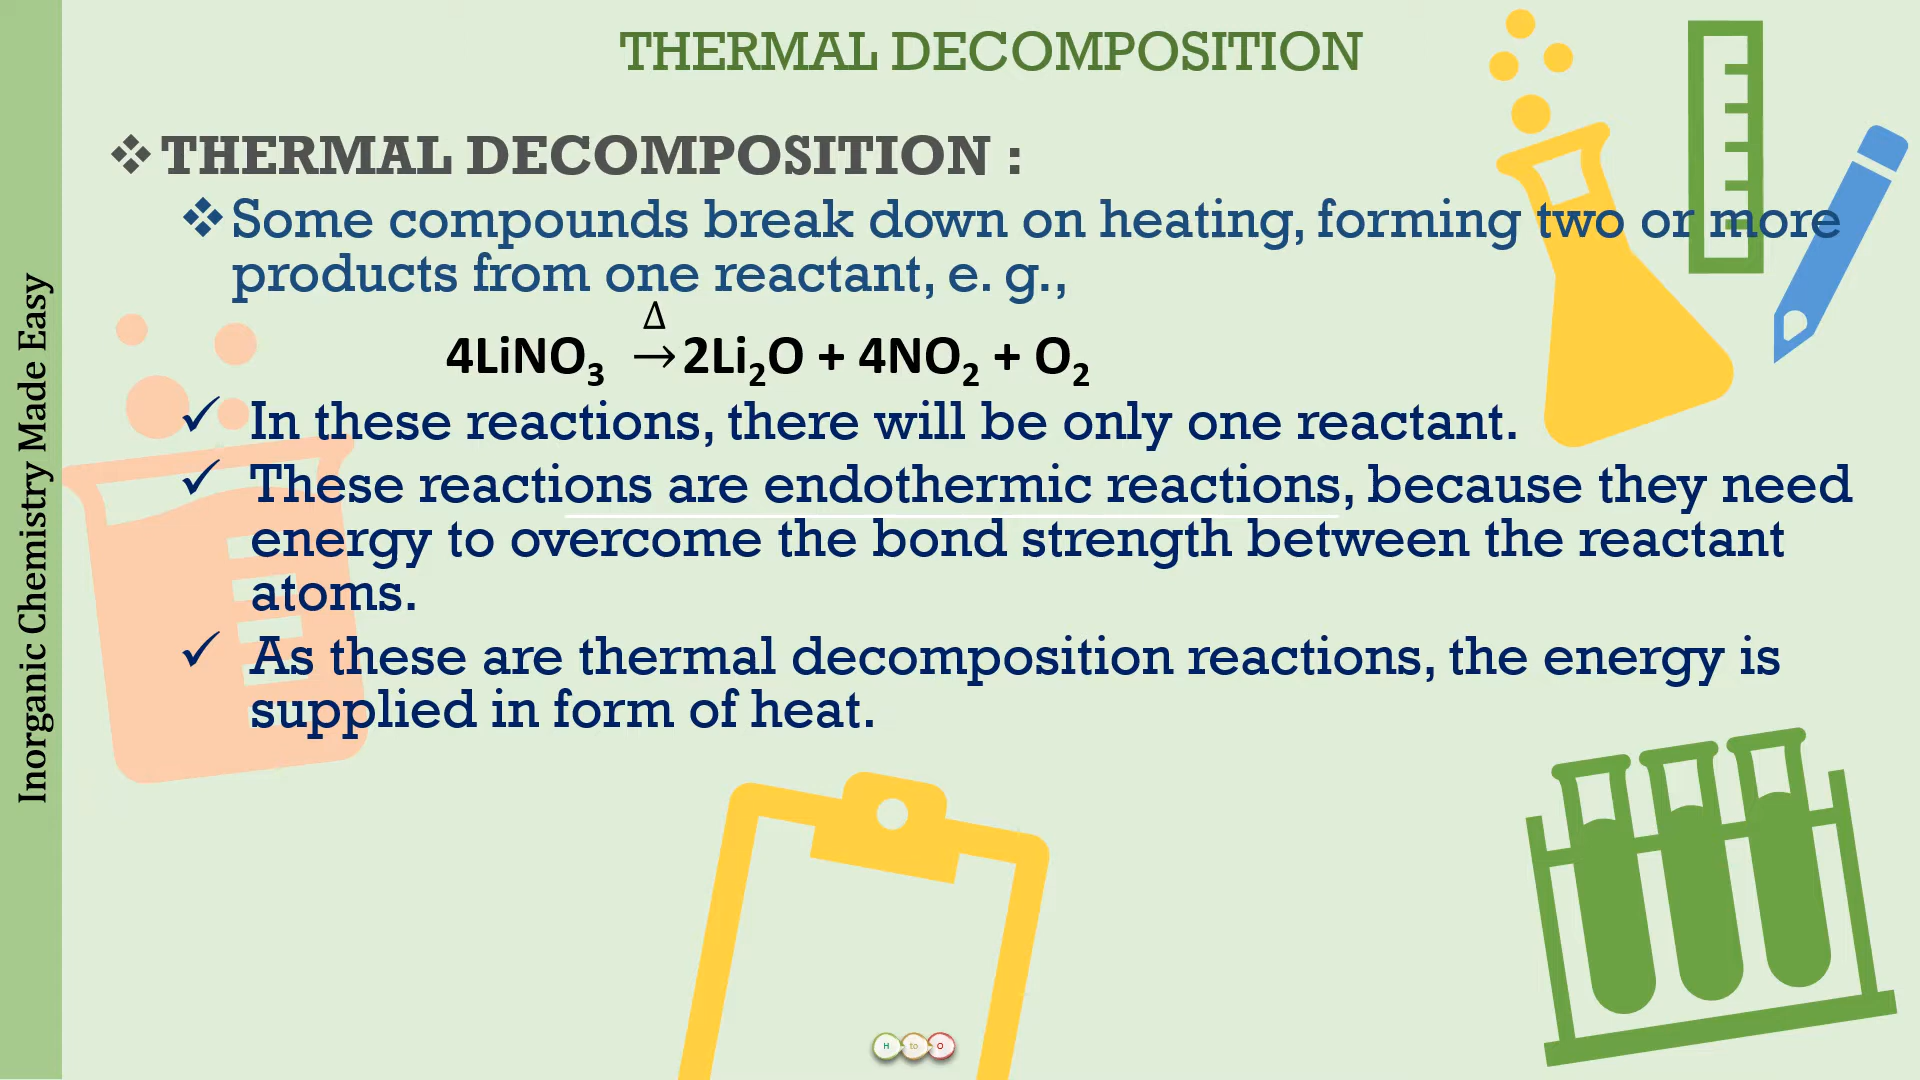 THERMAL DECOMPOSITION
❖THERMAL DECOMPOSITION :
❖Some compounds break down on heating, forming two or more
products from one reactant, e. g.,
Δ
4LiNO₃ →2Li₂O + 4NO₂ + O₂
✓ In these reactions, there will be only one reactant.
✓ These reactions are endothermic reactions, because they need
energy to overcome the bond strength between the reactant
atoms.
✓ As these are thermal decomposition reactions, the energy is
supplied in form of heat.
Inorganic Chemistry Made Easy
H to O